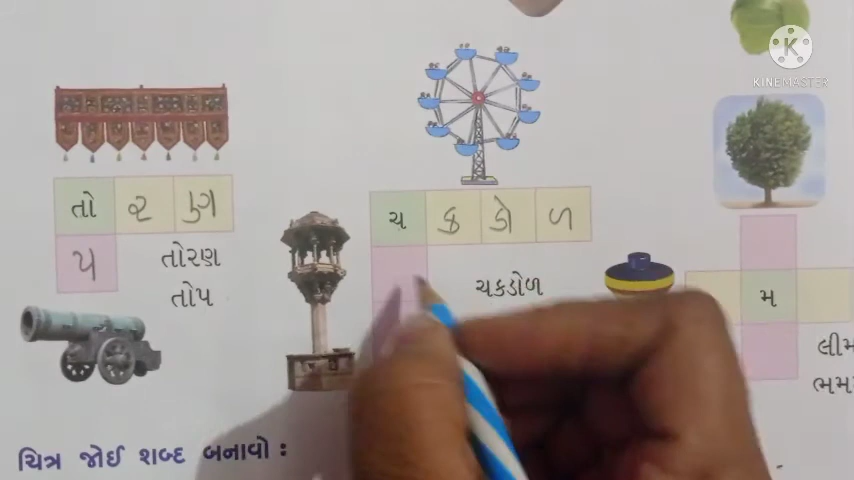 KINEMASTER
તો ર ણ
ચ ક ડો ળ
પ
તોરણ
તોપ
ચકડોળ
મ
ચિત્ર જોઈ શબ્દ બનાવો :